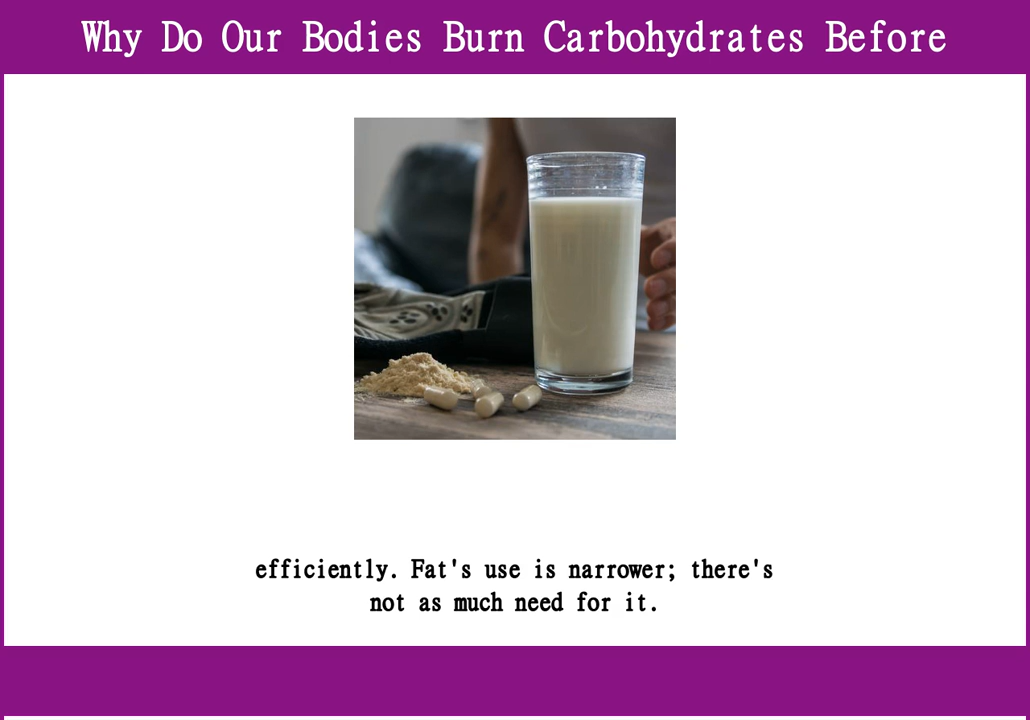 Why Do Our Bodies Burn Carbohydrates Before
efficiently. Fat's use is narrower; there's
not as much need for it.